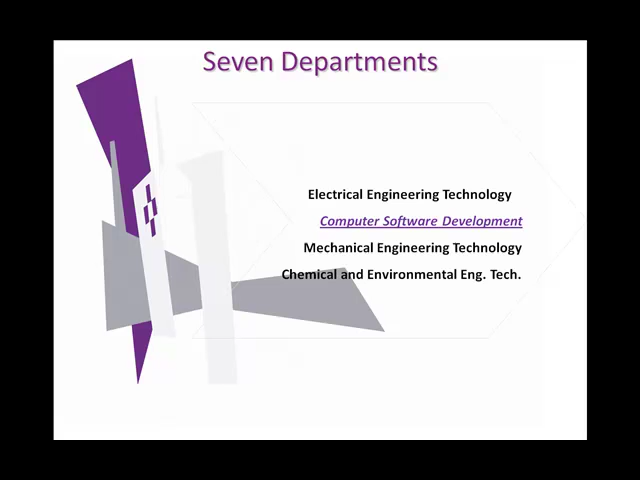 Seven Departments
Electrical Engineering Technology
Computer Software Development
Mechanical Engineering Technology
Chemical and Environmental Eng. Tech.